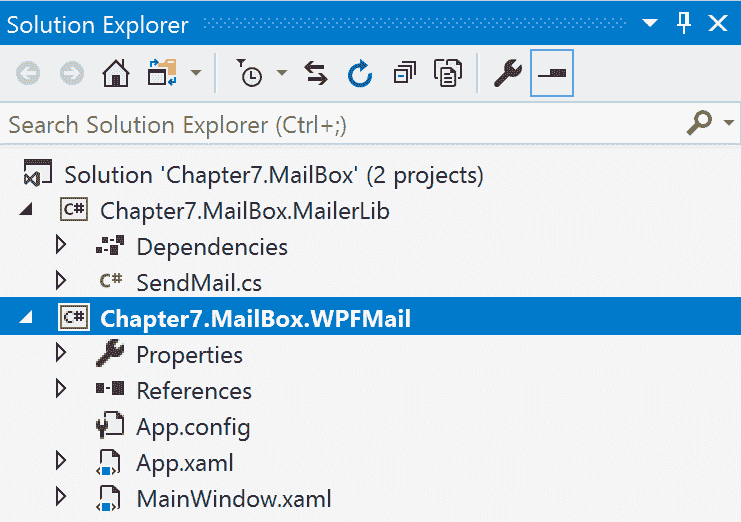 Solution Explorer
Search Solution Explorer (Ctrl+;)
Solution 'Chapter7.MailBox' (2 projects)
C# Chapter7.MailBox.MailerLib
Dependencies
C# SendMail.cs
C# Chapter7.MailBox.WPFMail
Properties
References
App.config
App.xaml
MainWindow.xaml